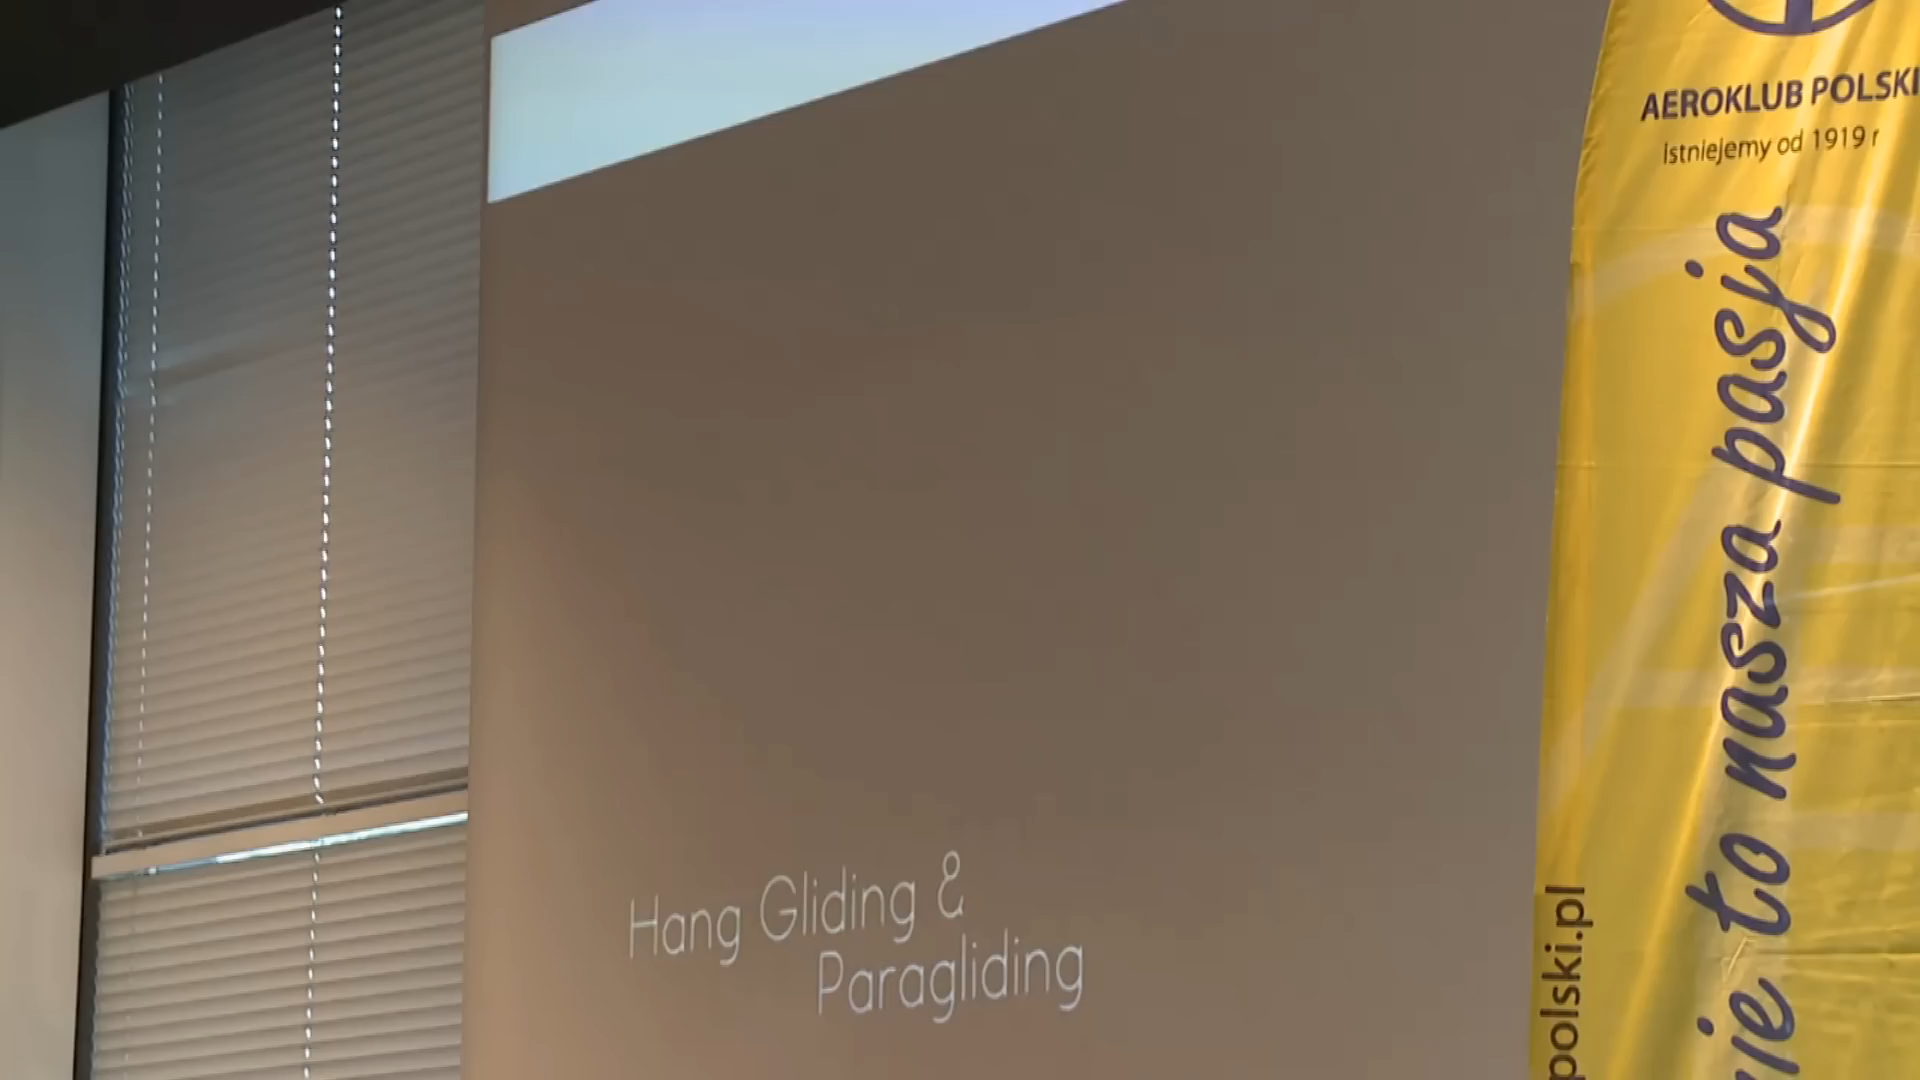 Hang Gliding &
Paragliding
AEROKLUB POLSKI
istniejemy od 1919 r
to nasza pasja
polski.pl